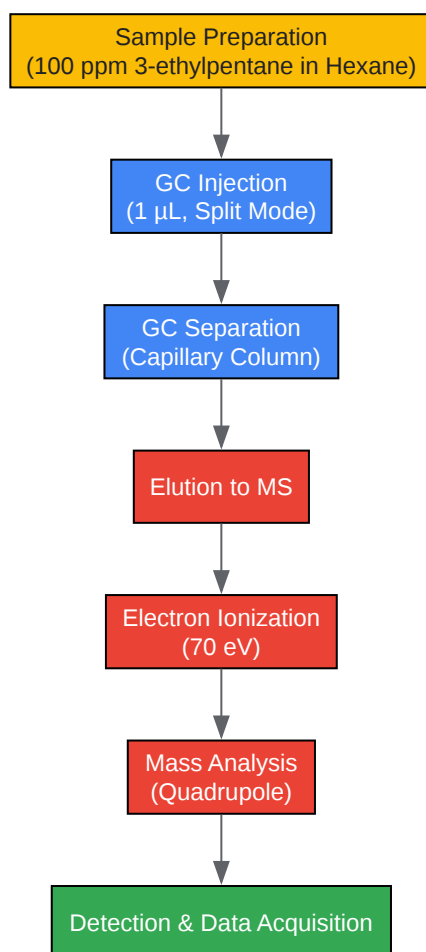 Sample Preparation
(100 ppm 3-ethylpentane in Hexane)
GC Injection
(1 µL, Split Mode)
GC Separation
(Capillary Column)
Elution to MS
Electron Ionization
(70 eV)
Mass Analysis
(Quadrupole)
Detection & Data Acquisition